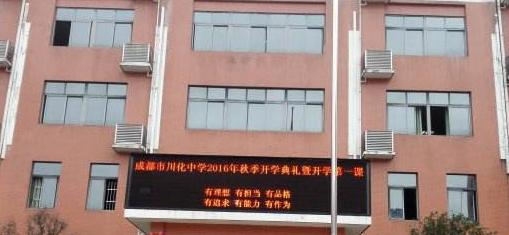 成都市川化中学2016年秋季开学典礼暨开学第一课
有理想 有担当 有品格
有追求 有能力 有作为